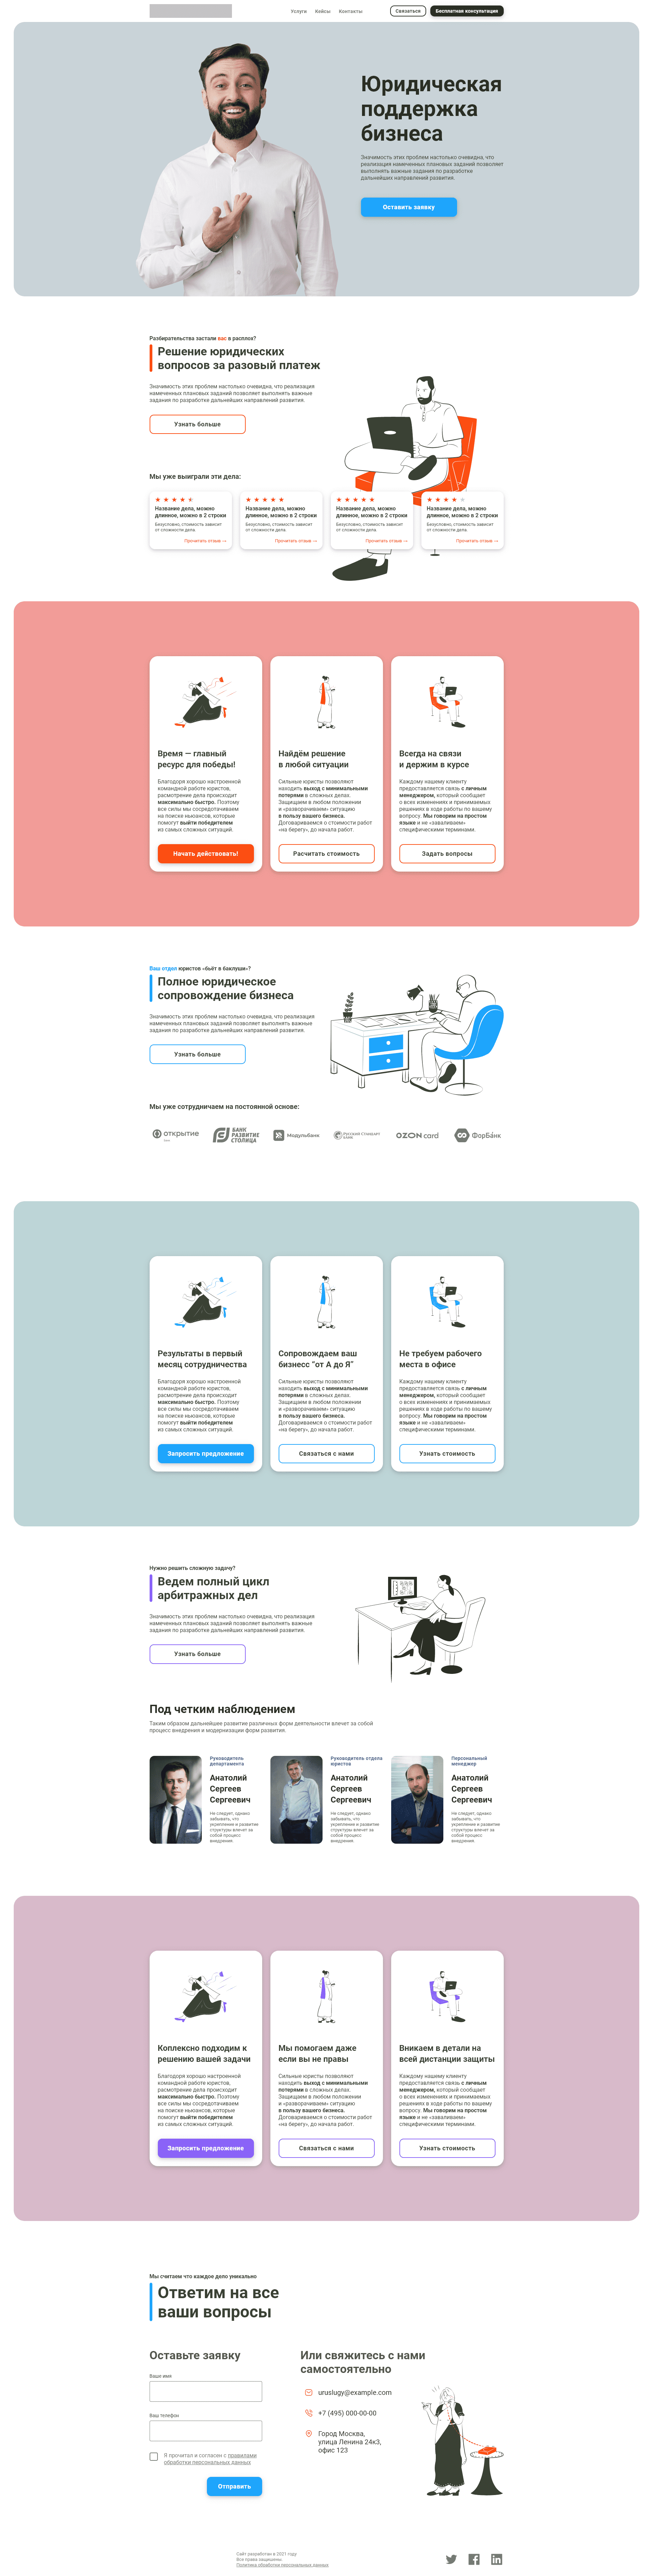 Услуги Кейсы Контакты Связаться Бесплатная консультация
Юридическая
поддержка
бизнеса
Значимость этих проблем настолько очевидна, что
реализация намеченных плановых заданий позволяет
выполнять важные задания по разработке
дальнейших направлений развития.
Оставить заявку
Разбирательства застали вас в расплох?
Решение юридических
вопросов за разовый платеж
Значимость этих проблем настолько очевидна, что реализация
намеченных плановых заданий позволяет выполнять важные
задания по разработке дальнейших направлений развития.
Узнать больше
Мы уже выиграли эти дела:
Название дела, можно
длинное, можно в 2 строки
Безусловно, стоимость зависит
от сложности дела.
Прочитать отзыв →
Название дела, можно
длинное, можно в 2 строки
Безусловно, стоимость зависит
от сложности дела.
Прочитать отзыв →
Название дела, можно
длинное, можно в 2 строки
Безусловно, стоимость зависит
от сложности дела.
Прочитать отзыв →
Название дела, можно
длинное, можно в 2 строки
Безусловно, стоимость зависит
от сложности дела.
Прочитать отзыв →
Время — главный
ресурс для победы!
Благодоря хорошо настроенной
командной работе юристов,
расмотрение дела происходит
максимально быстро. Поэтому
все силы мы сосредотачиваем
на поиске ньюансов, которые
помогут выйти победителем
из самых сложных ситуаций.
Начать действовать!
Найдём решение
в любой ситуации
Сильные юристы позволяют
находить выход с минимальными
потерями в сложных делах.
Защищаем в любом положении
и «разворачиваем» ситуацию
в пользу вашего бизнеса.
Договариваемся о стоимости работ
«на берегу», до начала работ.
Расчитать стоимость
Всегда на связи
и держим в курсе
Каждому нашему клиенту
предоставляется связь с личным
менеджером, который сообщает
о всех изменениях и принимаемых
решениях в ходе работы по вашему
вопросу. Мы говорим на простом
языке и не «заваливаем»
специфическими терминами.
Задать вопросы
Ваш отдел юристов «бьёт в баклуши»?
Полное юридическое
сопровождение бизнеса
Значимость этих проблем настолько очевидна, что реализация
намеченных плановых заданий позволяет выполнять важные
задания по разработке дальнейших направлений развития.
Узнать больше
Мы уже сотрудничаем на постоянной основе:
открытие
БАНК
РАЗВИТИЕ
СТОЛИЦА
Модульбанк
РУССКИЙ СТАНДАРТ
БАНК
OZON card
ФорБанк
Результаты в первый
месяц сотрудничества
Благодоря хорошо настроенной
командной работе юристов,
расмотрение дела происходит
максимально быстро. Поэтому
все силы мы сосредотачиваем
на поиске ньюансов, которые
помогут выйти победителем
из самых сложных ситуаций.
Запросить предложение
Сопровождаем ваш
бизнесс “от А до Я”
Сильные юристы позволяют
находить выход с минимальными
потерями в сложных делах.
Защищаем в любом положении
и «разворачиваем» ситуацию
в пользу вашего бизнеса.
Договариваемся о стоимости работ
«на берегу», до начала работ.
Связаться с нами
Не требуем рабочего
места в офисе
Каждому нашему клиенту
предоставляется связь с личным
менеджером, который сообщает
о всех изменениях и принимаемых
решениях в ходе работы по вашему
вопросу. Мы говорим на простом
языке и не «заваливаем»
специфическими терминами.
Узнать стоимость
Нужно решить сложную задачу?
Ведем полный цикл
арбитражных дел
Значимость этих проблем настолько очевидна, что реализация
намеченных плановых заданий позволяет выполнять важные
задания по разработке дальнейших направлений развития.
Узнать больше
Под четким наблюдением
Таким образом дальнейшее развитие различных форм деятельности влечет за собой
процесс внедрения и модернизации форм развития.
Руководитель
департамента
Анатолий
Сергеев
Сергеевич
Не следует, однако
забывать, что
укрепление и развитие
структуры влечет за
собой процесс
внедрения.
Руководитель отдела
юристов
Анатолий
Сергеев
Сергеевич
Не следует, однако
забывать, что
укрепление и развитие
структуры влечет за
собой процесс
внедрения.
Персональный
менеджер
Анатолий
Сергеев
Сергеевич
Не следует, однако
забывать, что
укрепление и развитие
структуры влечет за
собой процесс
внедрения.
Коплексно подходим к
решению вашей задачи
Благодоря хорошо настроенной
командной работе юристов,
расмотрение дела происходит
максимально быстро. Поэтому
все силы мы сосредотачиваем
на поиске ньюансов, которые
помогут выйти победителем
из самых сложных ситуаций.
Запросить предложение
Мы помогаем даже
если вы не правы
Сильные юристы позволяют
находить выход с минимальными
потерями в сложных делах.
Защищаем в любом положении
и «разворачиваем» ситуацию
в пользу вашего бизнеса.
Договариваемся о стоимости работ
«на берегу», до начала работ.
Связаться с нами
Вникаем в детали на
всей дистанции защиты
Каждому нашему клиенту
предоставляется связь с личным
менеджером, который сообщает
о всех изменениях и принимаемых
решениях в ходе работы по вашему
вопросу. Мы говорим на простом
языке и не «заваливаем»
специфическими терминами.
Узнать стоимость
Мы считаем что каждое дело уникально
Ответим на все
ваши вопросы
Оставьте заявку
Ваше имя
Ваш телефон
Я прочитал и согласен с правилами
обработки персональных данных
Отправить
Или свяжитесь с нами
самостоятельно
uruslugy@example.com
+7 (495) 000-00-00
Город Москва,
улица Ленина 24к3,
офис 123
Сайт разработан в 2021 году
Все права защищены
Политика обработки персональных данных